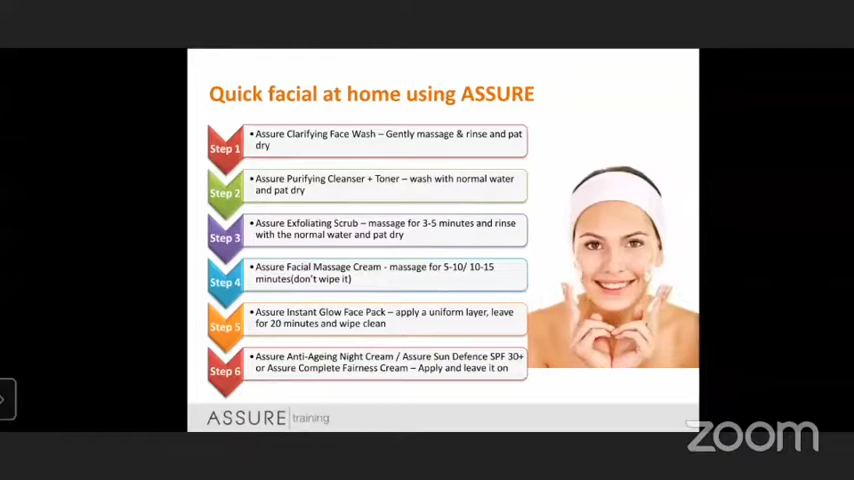 Quick facial at home using ASSURE
Step 1
•Assure Clarifying Face Wash – Gently massage & rinse and pat
dry
Step 2
•Assure Purifying Cleanser + Toner – wash with normal water
and pat dry
Step 3
•Assure Exfoliating Scrub – massage for 3-5 minutes and rinse
with the normal water and pat dry
Step 4
•Assure Facial Massage Cream - massage for 5-10/ 10-15
minutes(don't wipe it)
Step 5
•Assure Instant Glow Face Pack – apply a uniform layer, leave
for 20 minutes and wipe clean
Step 6
•Assure Anti-Ageing Night Cream / Assure Sun Defence SPF 30+
or Assure Complete Fairness Cream – Apply and leave it on
ASSURE training
zoom